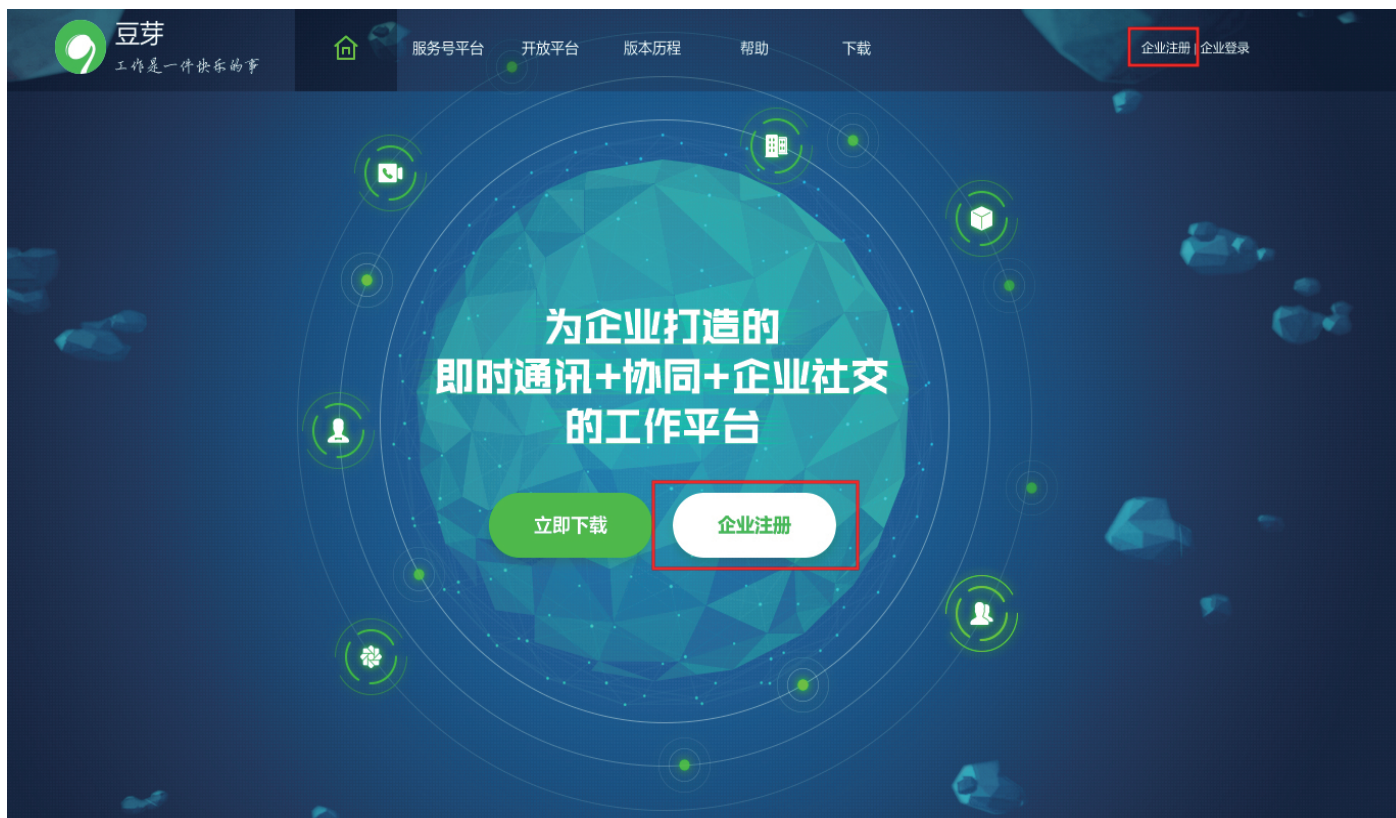 豆芽
工作是一件快乐的事
服务号平台 开放平台 版本历程 帮助 下载
企业注册 | 企业登录
为企业打造的
即时通讯+协同+企业社交
的工作平台
立即下载 企业注册